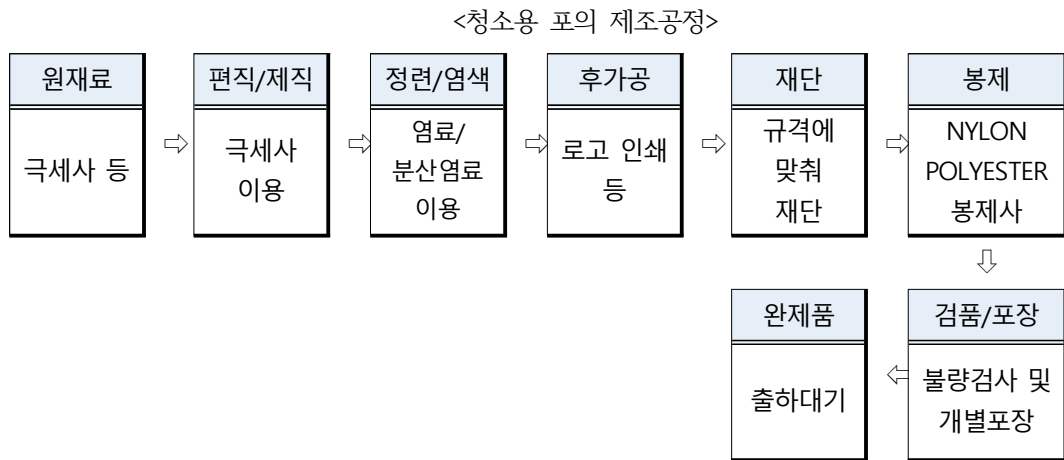 <청소용 포의 제조공정>
원재료
극세사 등
⇨
편직/제직
극세사
이용
⇨
정련/염색
염료/
분산염료
이용
⇨
후가공
로고 인쇄
등
⇨
재단
규격에
맞춰
재단
⇨
봉제
NYLON
POLYESTER
봉제사
⇩
검품/포장
불량검사 및
개별포장
⇦
완제품
출하대기